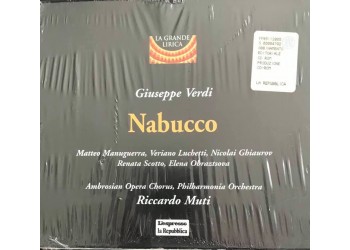 LA GRANDE
LIRICA
Giuseppe Verdi
Nabucco
Matteo Manuguerra, Veriano Luchetti, Nicolai Ghiaurov
Renata Scotto, Elena Obraztsova
Ambrosian Opera Chorus, Philharmonia Orchestra
Riccardo Muti
L'espresso
la Repubblica